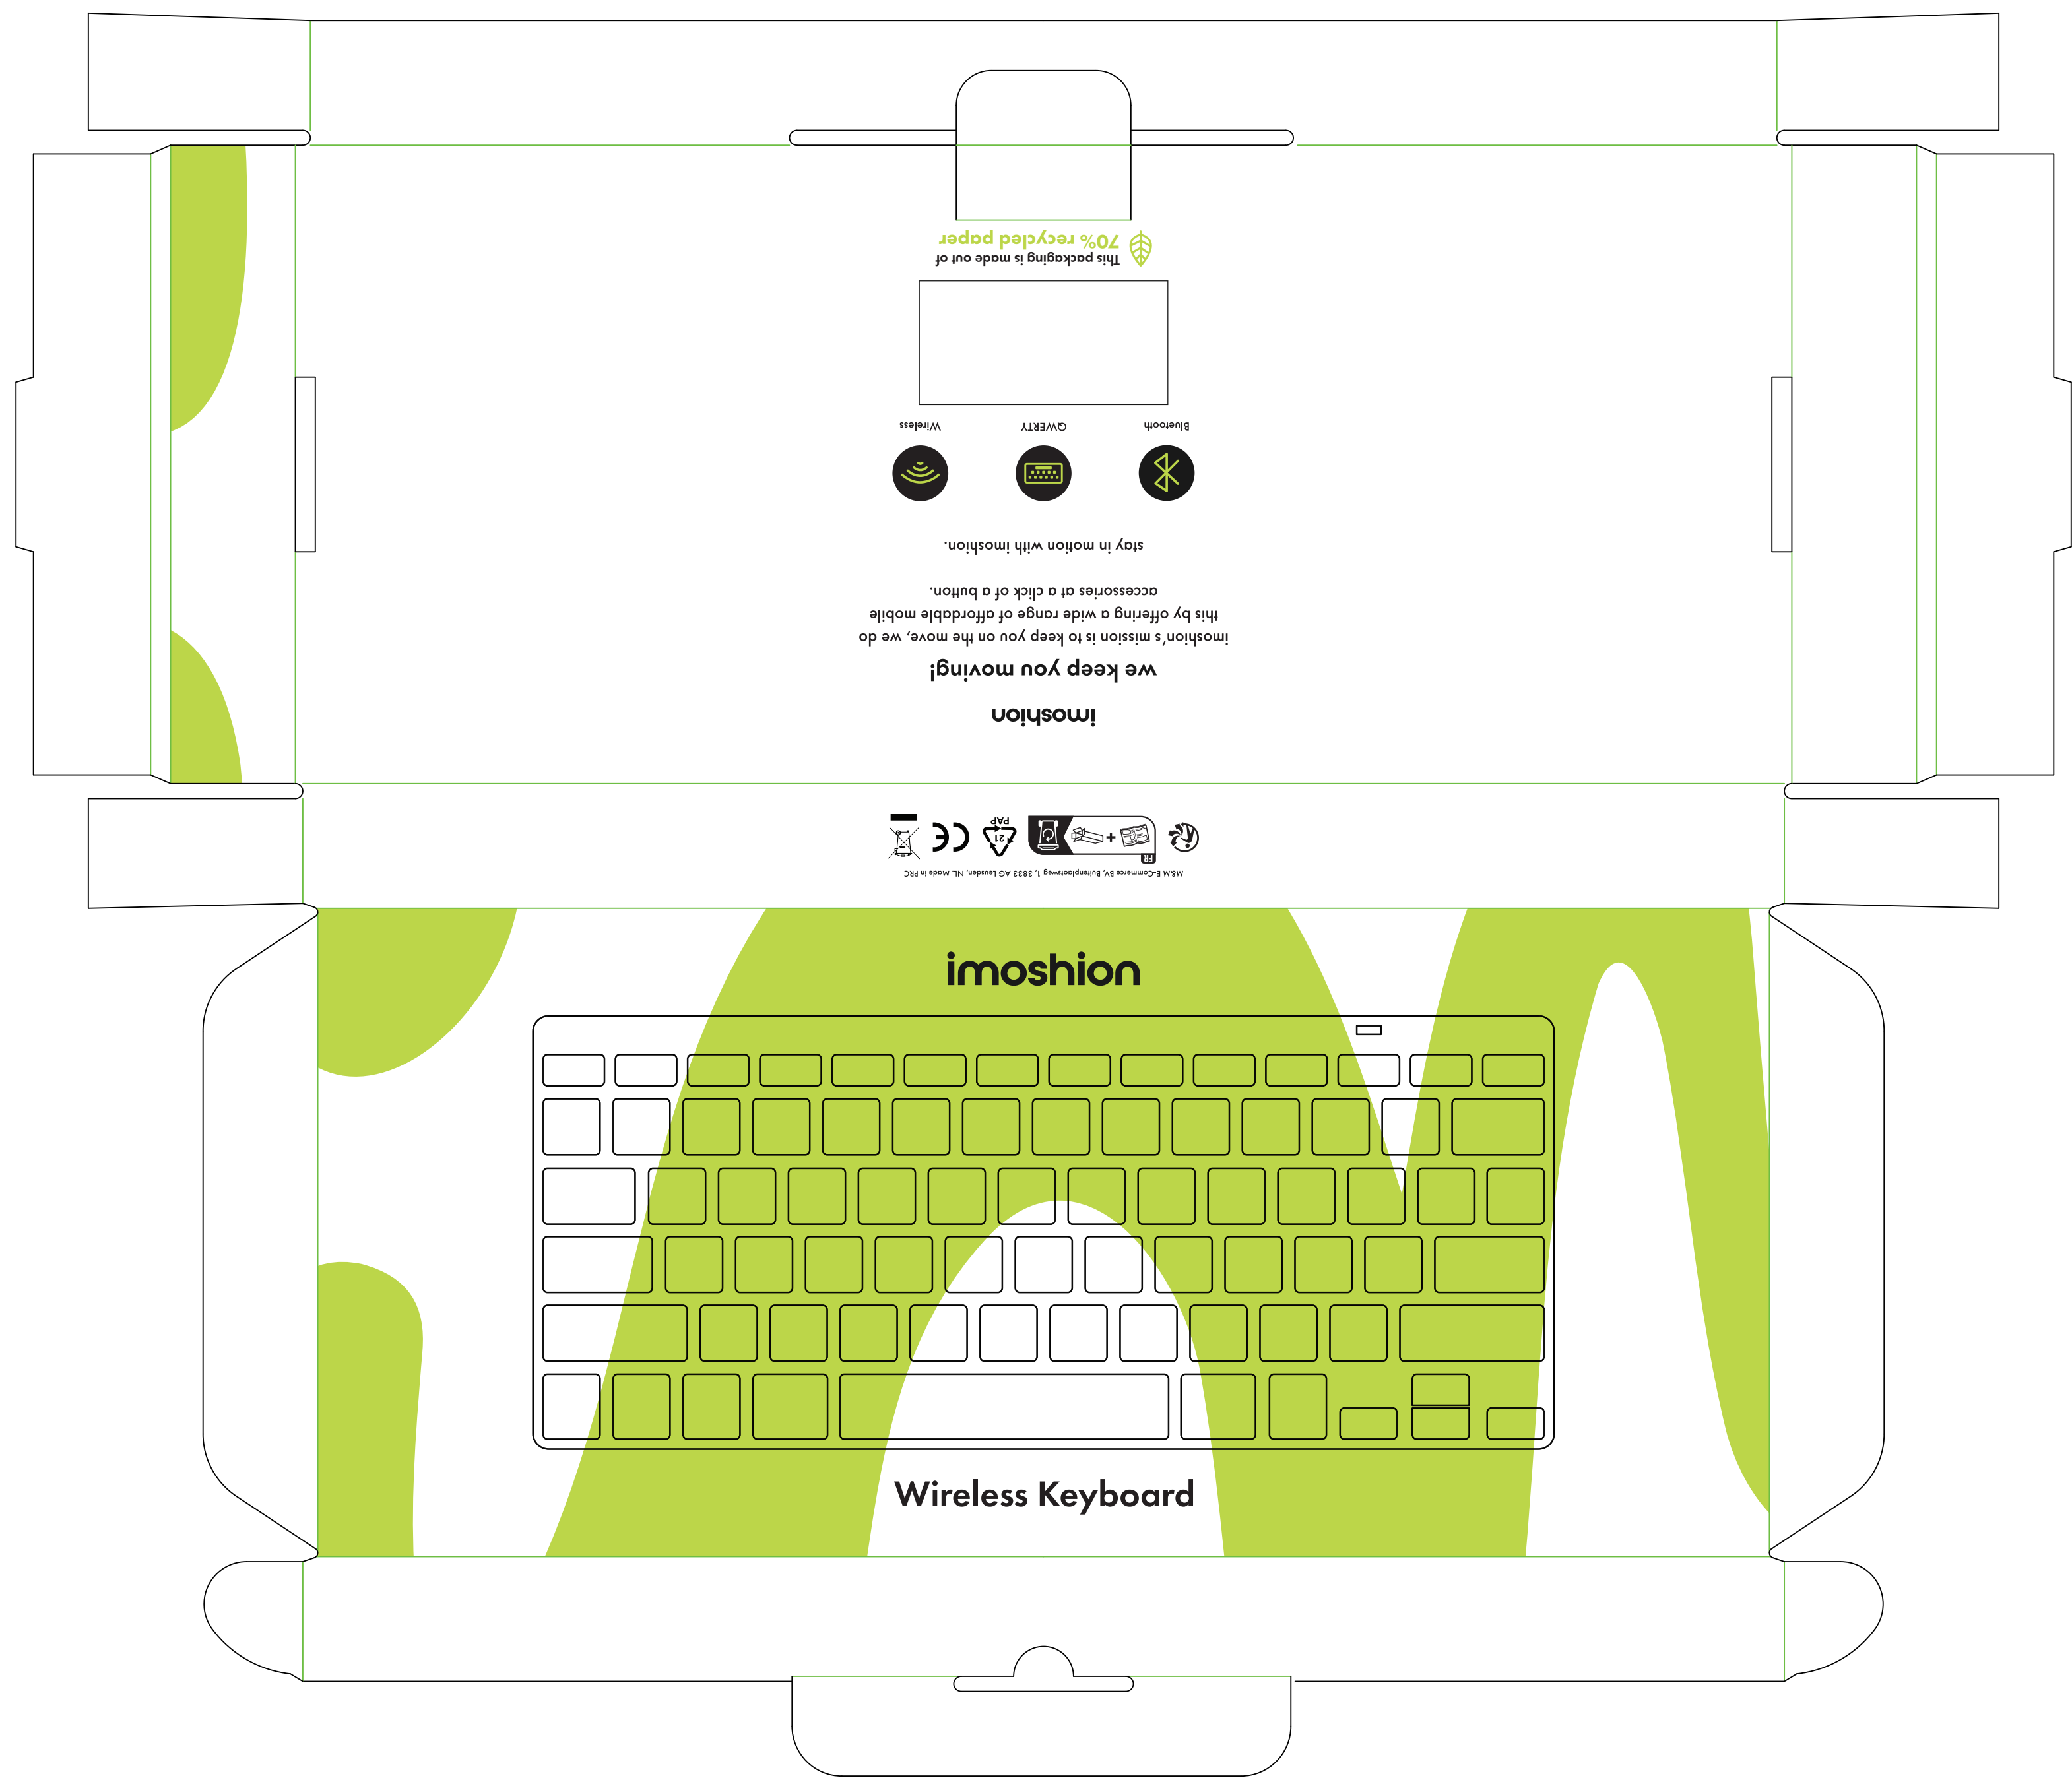 imoshion
Wireless Keyboard
M&M E-Commerce BV, Buitenplaatsweg 1, 3833 AG Leusden, NL. Made in PRC
FR
21
PAP
CE
imoshion
we keep you moving!
imoshion's mission is to keep you on the move, we do
this by offering a wide range of affordable mobile
accessories at a click of a button.
stay in motion with imoshion.
Bluetooth QWERTY Wireless
This packaging is made out of
70% recycled paper